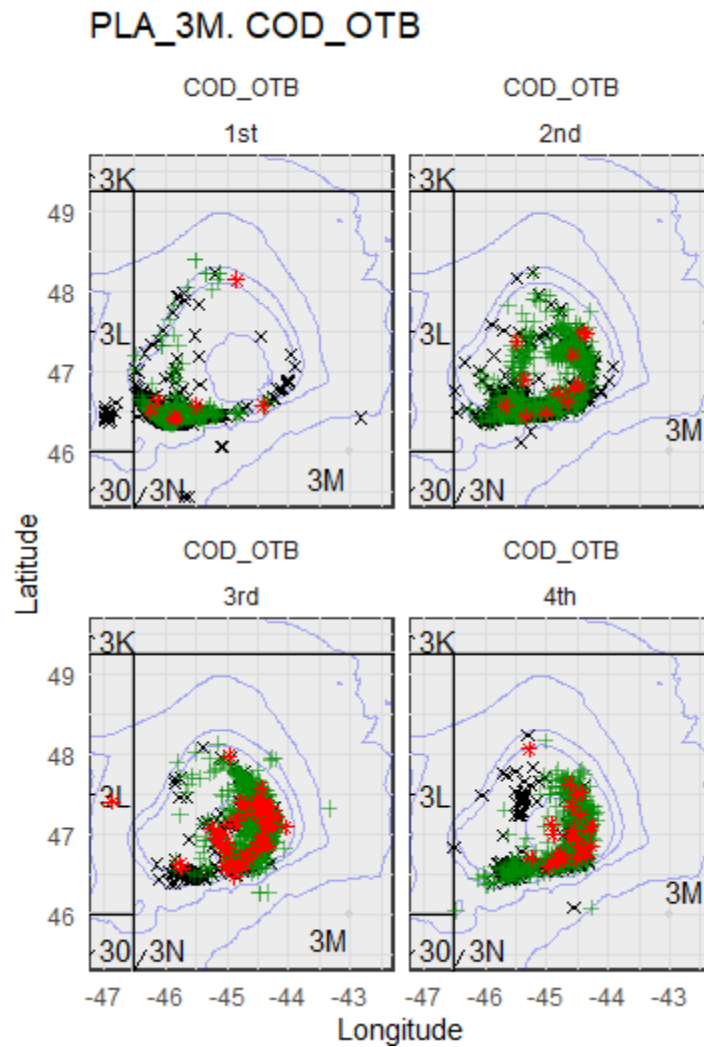 PLA_3M. COD_OTB
COD_OTB COD_OTB
1st 2nd
3K 3K
49
48
3L 3L
47
46
3M
3M
30 3N 30 3N
COD_OTB COD_OTB
3rd 4th
3K 3K
49
48
3L 3L
47
46
3M
3M
30 3N 30 3N
-47 -46 -45 -44 -43 -47 -46 -45 -44 -43
Longitude
Latitude